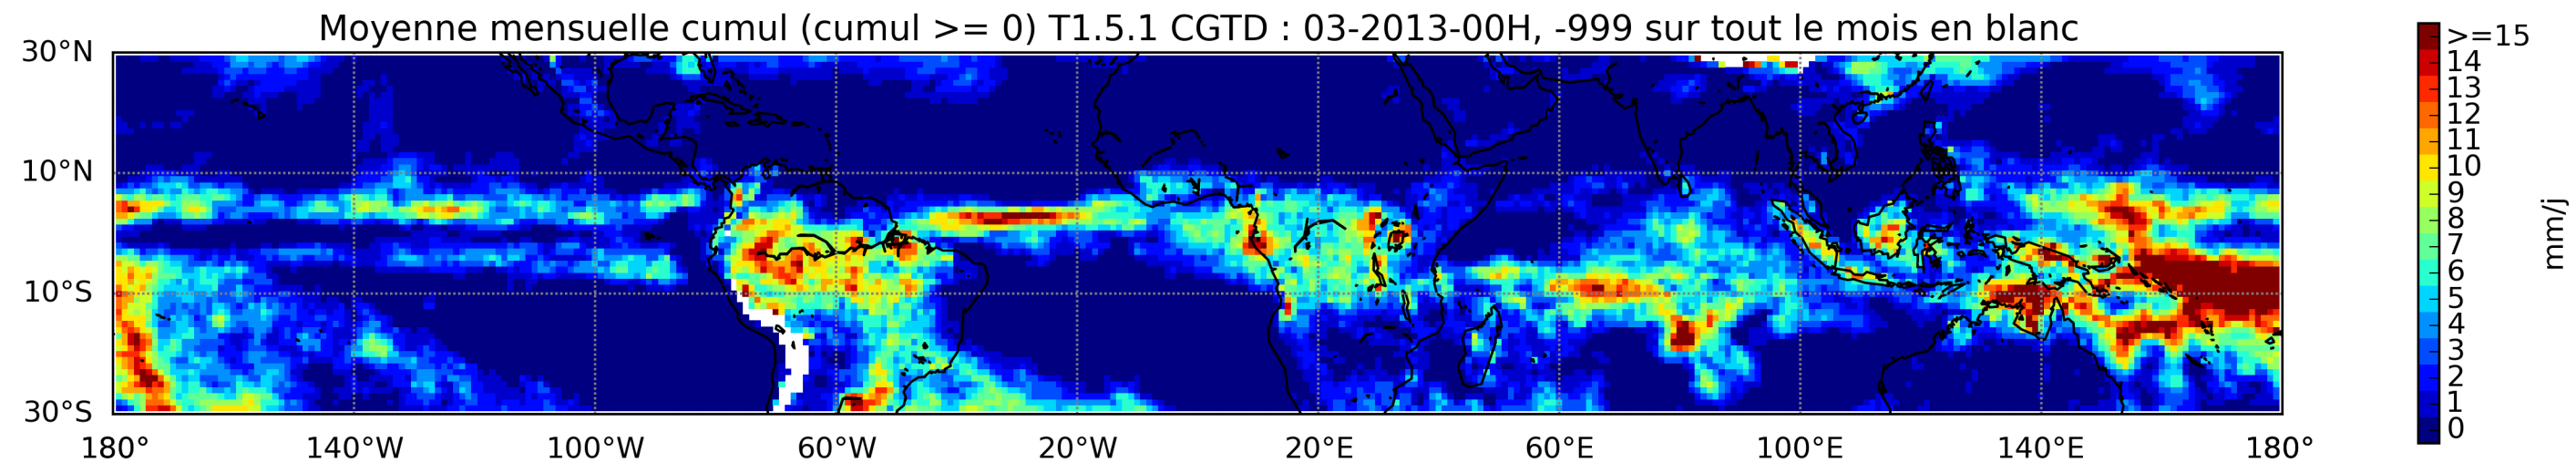 Moyenne mensuelle cumul (cumul >= 0) T1.5.1 CGTD : 03-2013-00H, -999 sur tout le mois en blanc
30°N
10°N
10°S
30°S
180°
140°W
100°W
60°W
20°W
20°E
60°E
100°E
140°E
180°
>=15
14
13
12
11
10
9
8
7
6
5
4
3
2
1
0
mm/j